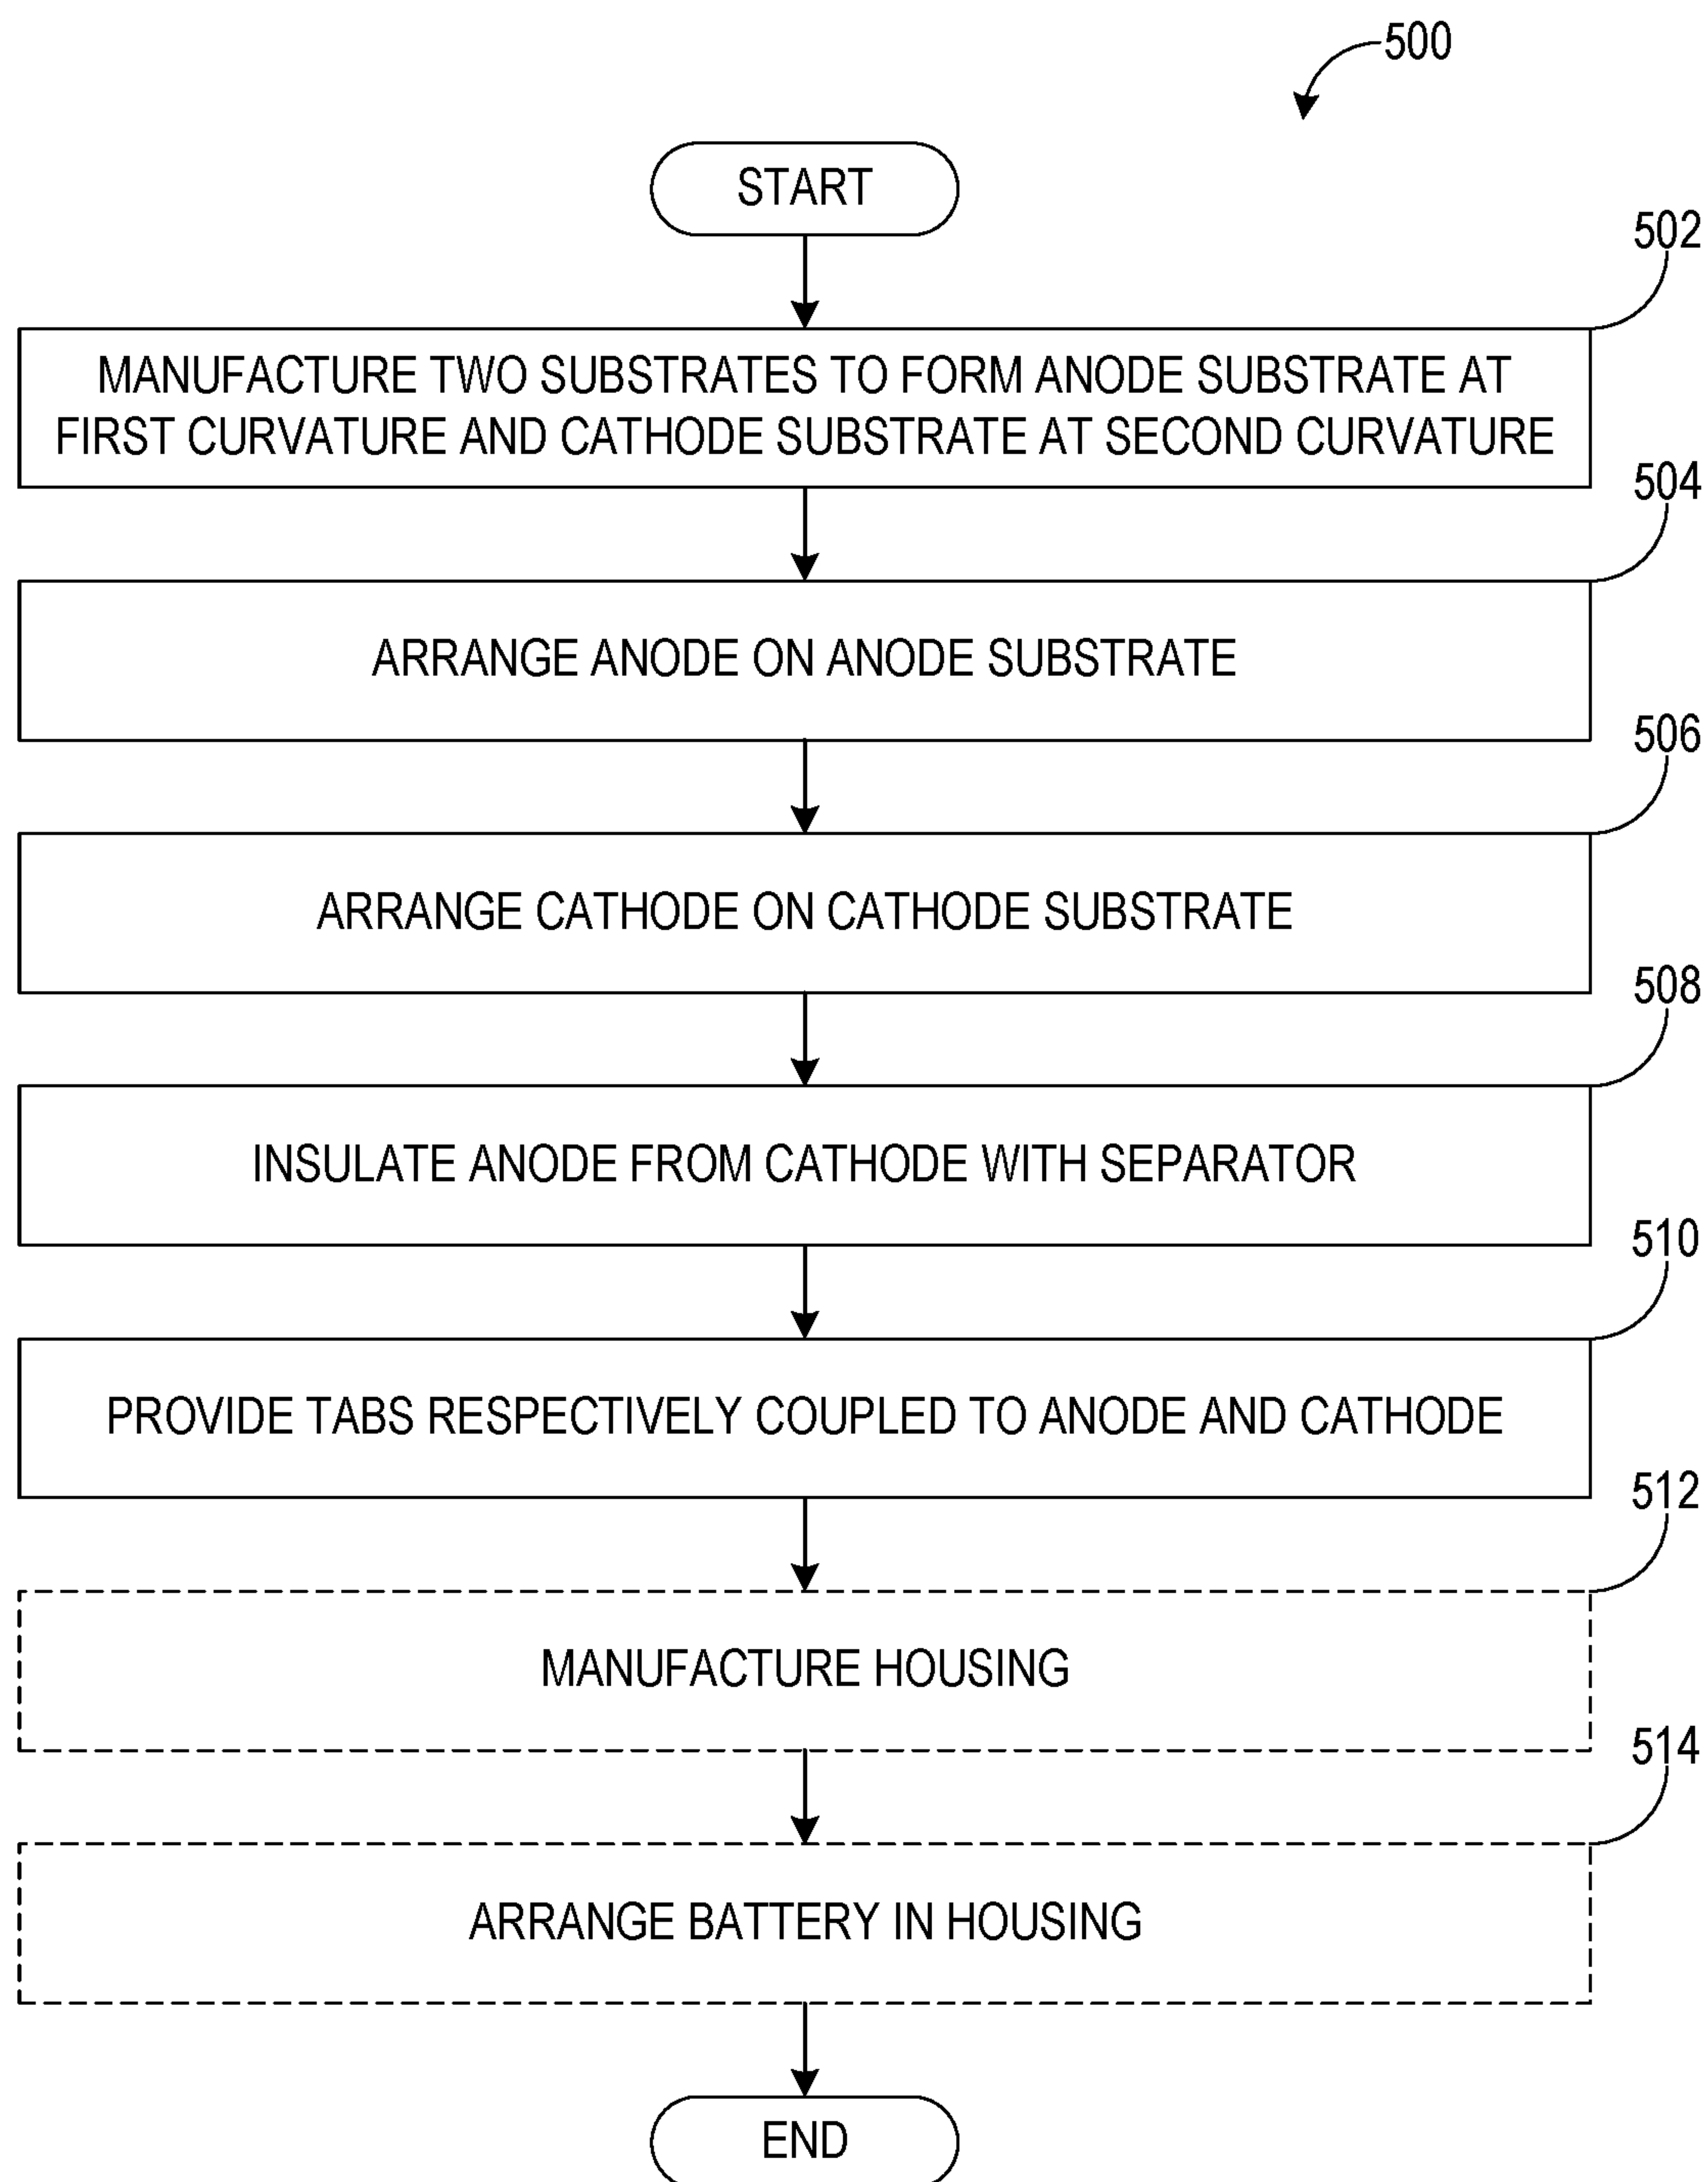 500
START
502
MANUFACTURE TWO SUBSTRATES TO FORM ANODE SUBSTRATE AT
FIRST CURVATURE AND CATHODE SUBSTRATE AT SECOND CURVATURE
504
ARRANGE ANODE ON ANODE SUBSTRATE
506
ARRANGE CATHODE ON CATHODE SUBSTRATE
508
INSULATE ANODE FROM CATHODE WITH SEPARATOR
510
PROVIDE TABS RESPECTIVELY COUPLED TO ANODE AND CATHODE
512
MANUFACTURE HOUSING
514
ARRANGE BATTERY IN HOUSING
END